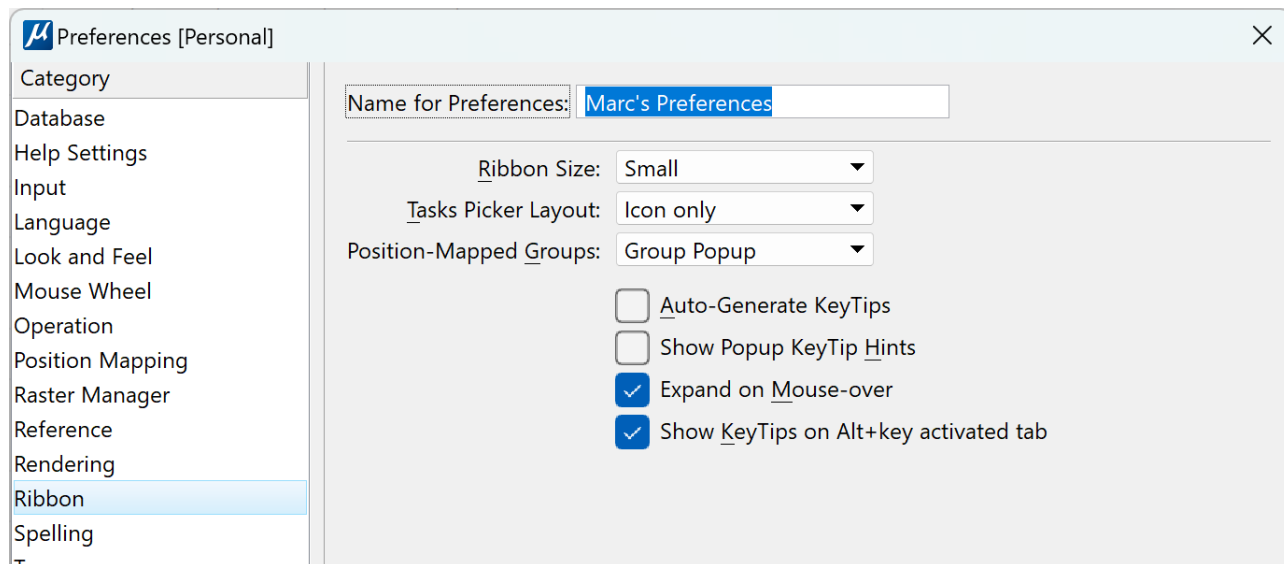 Preferences [Personal]
Category
Database
Help Settings
Input
Language
Look and Feel
Mouse Wheel
Operation
Position Mapping
Raster Manager
Reference
Rendering
Ribbon
Spelling
Name for Preferences: Marc's Preferences
Ribbon Size: Small
Tasks Picker Layout: Icon only
Position-Mapped Groups: Group Popup
Auto-Generate KeyTips
Show Popup KeyTip Hints
Expand on Mouse-over
Show KeyTips on Alt+key activated tab